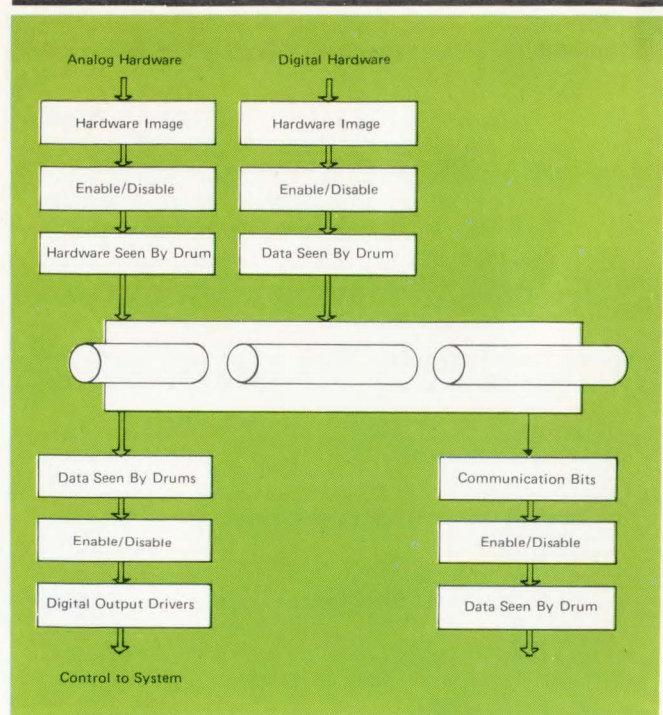 Analog Hardware
Digital Hardware
Hardware Image
Hardware Image
Enable/Disable
Enable/Disable
Hardware Seen By Drum
Data Seen By Drum
Data Seen By Drums
Communication Bits
Enable/Disable
Enable/Disable
Digital Output Drivers
Data Seen By Drum
Control to System